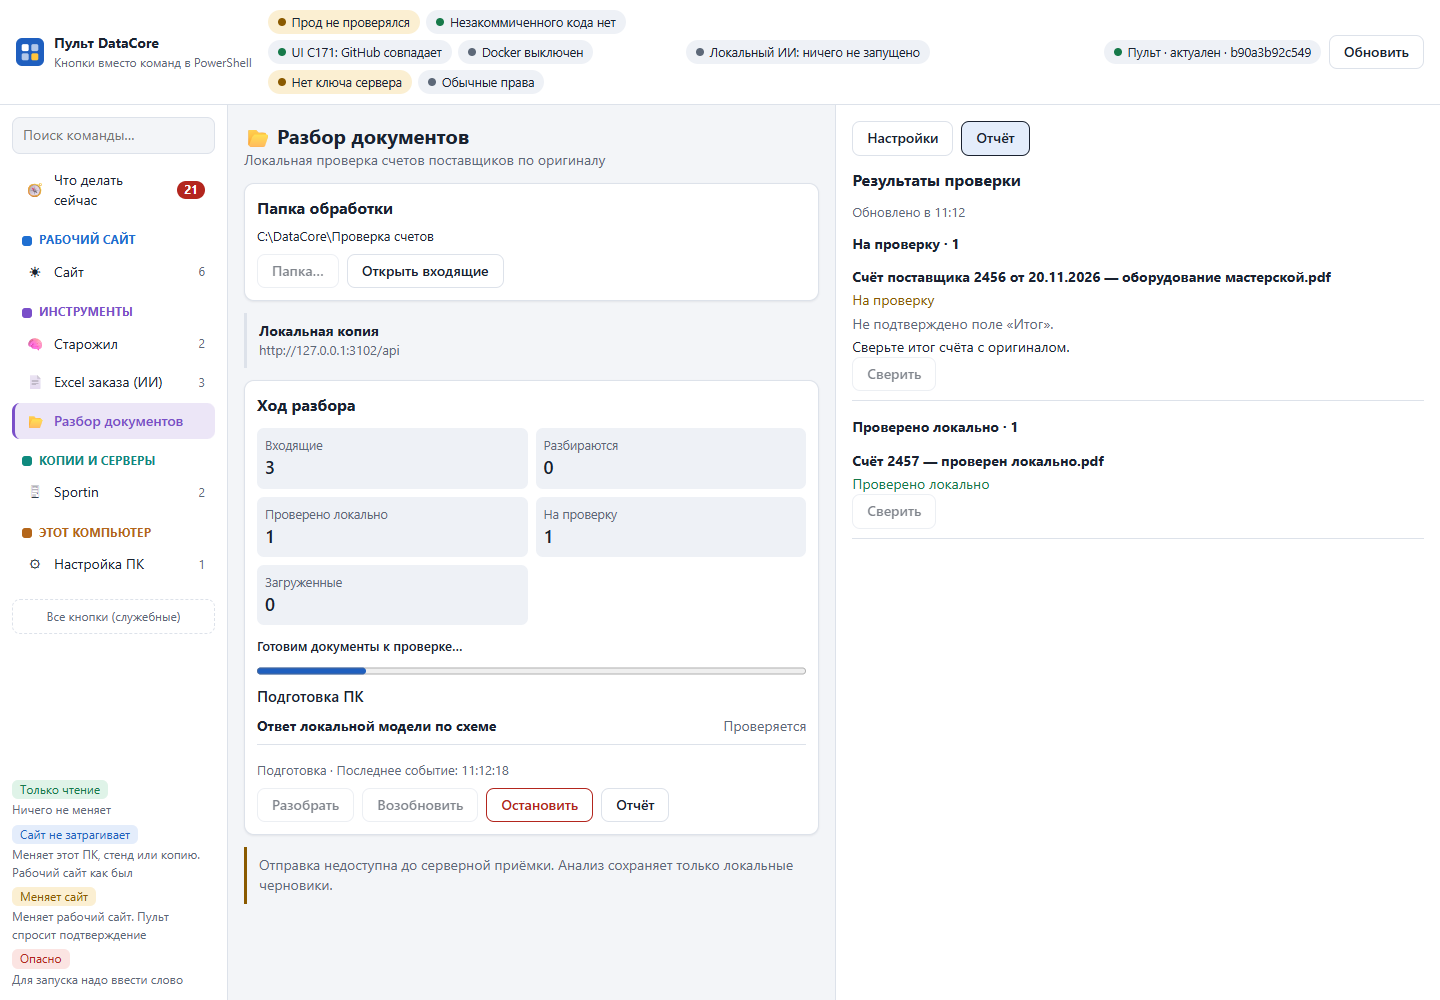 Пульт DataCore
Кнопки вместо команд в PowerShell
Прод не проверялся
Незакоммиченного кода нет
UI C171: GitHub совпадает
Docker выключен
Нет ключа сервера
Обычные права
Локальный ИИ: ничего не запущено
Пульт · актуален · b90a3b92c549
Обновить
Поиск команды...
Что делать
сейчас
21
РАБОЧИЙ САЙТ
Сайт 6
ИНСТРУМЕНТЫ
Старожил 2
Excel заказа (ИИ) 3
Разбор документов
КОПИИ И СЕРВЕРЫ
Sportin 2
ЭТОТ КОМПЬЮТЕР
Настройка ПК 1
Все кнопки (служебные)
Только чтение
Ничего не меняет
Сайт не затрагивает
Меняет этот ПК, стенд или копию.
Рабочий сайт как был
Меняет сайт
Меняет рабочий сайт. Пульт
спросит подтверждение
Опасно
Для запуска надо ввести слово
Разбор документов
Локальная проверка счетов поставщиков по оригиналу
Папка обработки
C:\DataCore\Проверка счетов
Папка...
Открыть входящие
Локальная копия
http://127.0.0.1:3102/api
Ход разбора
Входящие
3
Разбираются
0
Проверено локально
1
На проверку
1
Загруженные
0
Готовим документы к проверке...
Подготовка ПК
Ответ локальной модели по схеме Проверяется
Подготовка · Последнее событие: 11:12:18
Разобрать
Возобновить
Остановить
Отчёт
Отправка недоступна до серверной приёмки. Анализ сохраняет только локальные
черновики.
Настройки
Отчёт
Результаты проверки
Обновлено в 11:12
На проверку · 1
Счёт поставщика 2456 от 20.11.2026 — оборудование мастерской.pdf
На проверку
Не подтверждено поле «Итог».
Сверьте итог счёта с оригиналом.
Сверить
Проверено локально · 1
Счёт 2457 — проверен локально.pdf
Проверено локально
Сверить